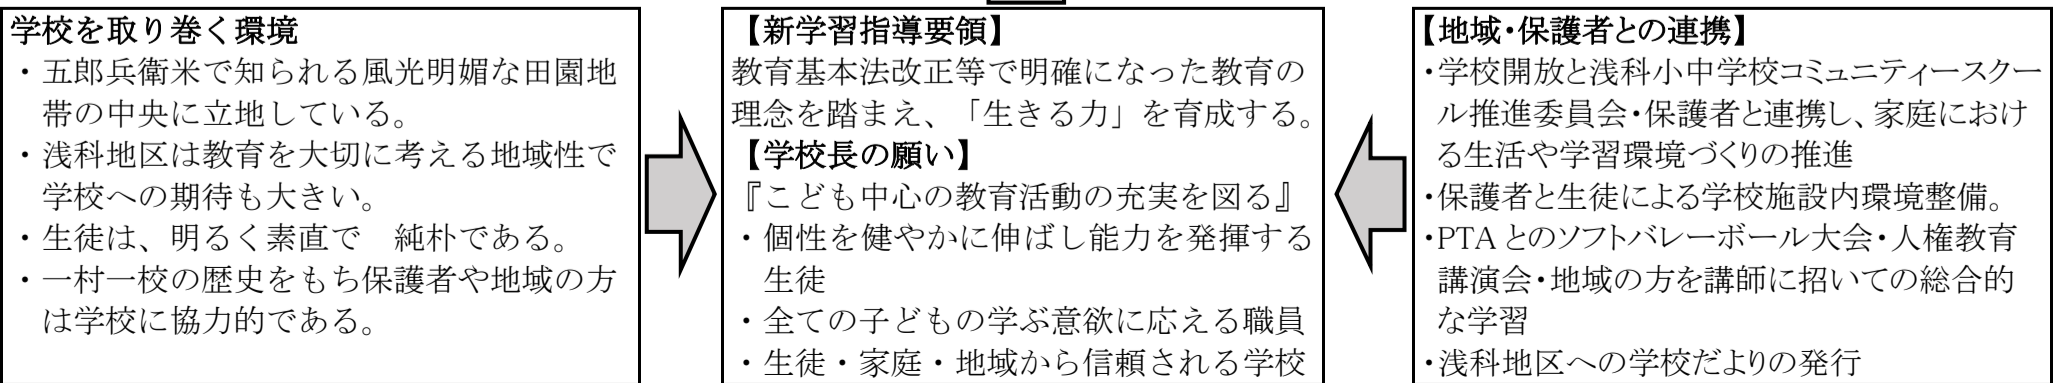 学校を取り巻く環境
・五郎兵衛米で知られる風光明媚な田園地
帯の中央に立地している。
・浅科地区は教育を大切に考える地域性で
学校への期待も大きい。
・生徒は、明るく素直で　純朴である。
・一村一校の歴史をもち保護者や地域の方
は学校に協力的である。
【新学習指導要領】
教育基本法改正等で明確になった教育の
理念を踏まえ、「生きる力」を育成する。
【学校長の願い】
『こども中心の教育活動の充実を図る』
・個性を健やかに伸ばし能力を発揮する
生徒
・全ての子どもの学ぶ意欲に応える職員
・生徒・家庭・地域から信頼される学校
【地域・保護者との連携】
・学校開放と浅科小中学校コミュニティースクー
ル推進委員会・保護者と連携し、家庭におけ
る生活や学習環境づくりの推進
・保護者と生徒による学校施設内環境整備。
・PTAとのソフトバレーボール大会・人権教育
講演会・地域の方を講師に招いての総合的
な学習
・浅科地区への学校だよりの発行